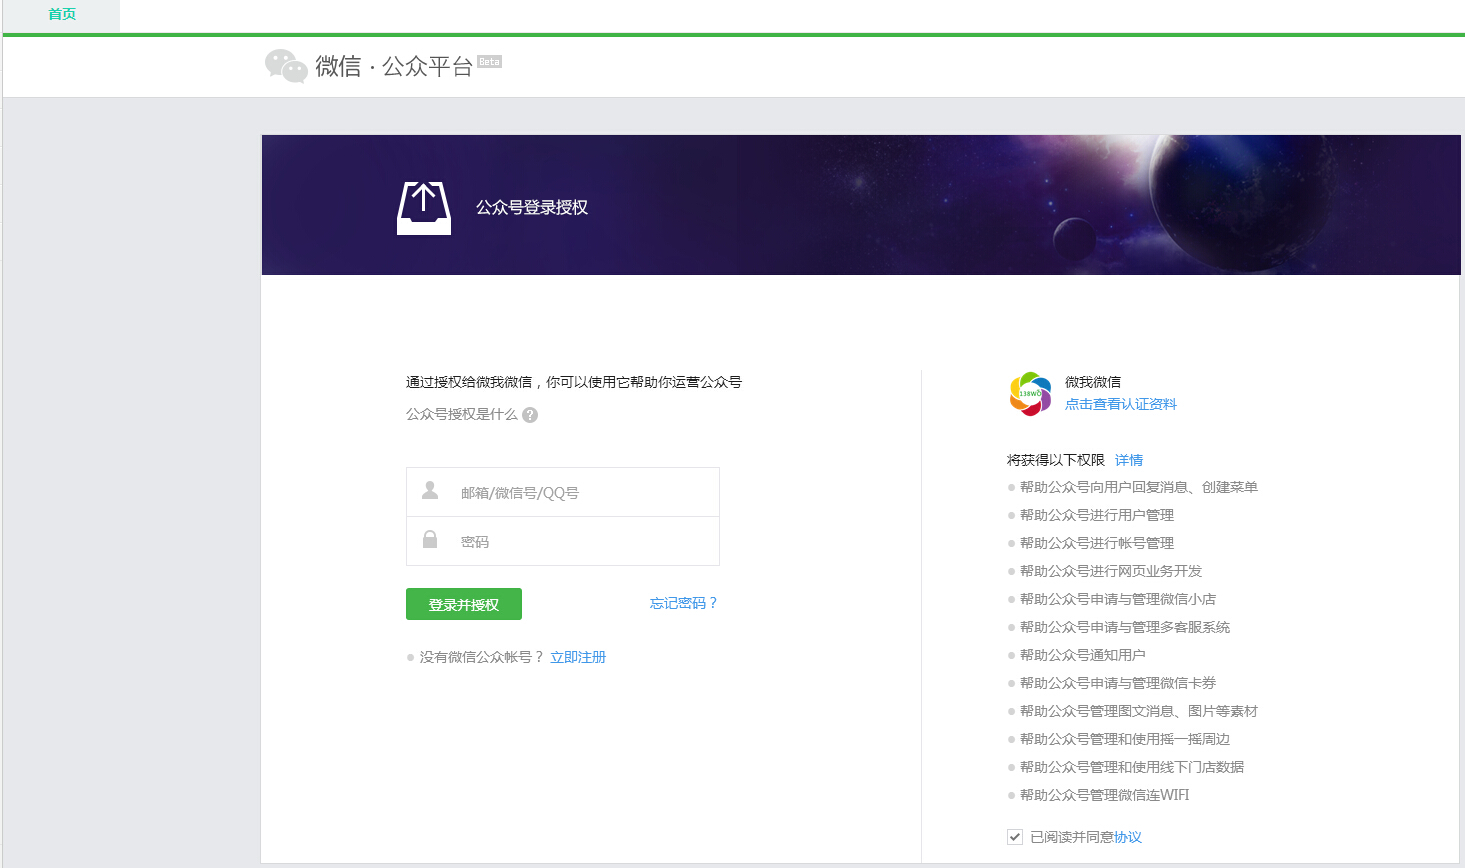 首页
微信·公众平台 Beta
公众号登录授权
通过授权给微我微信，你可以使用它帮助你运营公众号
公众号授权是什么 ?
邮箱/微信号/QQ号
密码
登录并授权 忘记密码？
没有微信公众帐号？ 立即注册
138WO
微我微信
点击查看认证资料
将获得以下权限 详情
帮助公众号向用户回复消息、创建菜单
帮助公众号进行用户管理
帮助公众号进行帐号管理
帮助公众号进行网页业务开发
帮助公众号申请与管理微信小店
帮助公众号申请与管理多客服系统
帮助公众号通知用户
帮助公众号申请与管理微信卡券
帮助公众号管理图文消息、图片等素材
帮助公众号管理和使用摇一摇周边
帮助公众号管理和使用线下门店数据
帮助公众号管理微信连WIFI
已阅读并同意协议